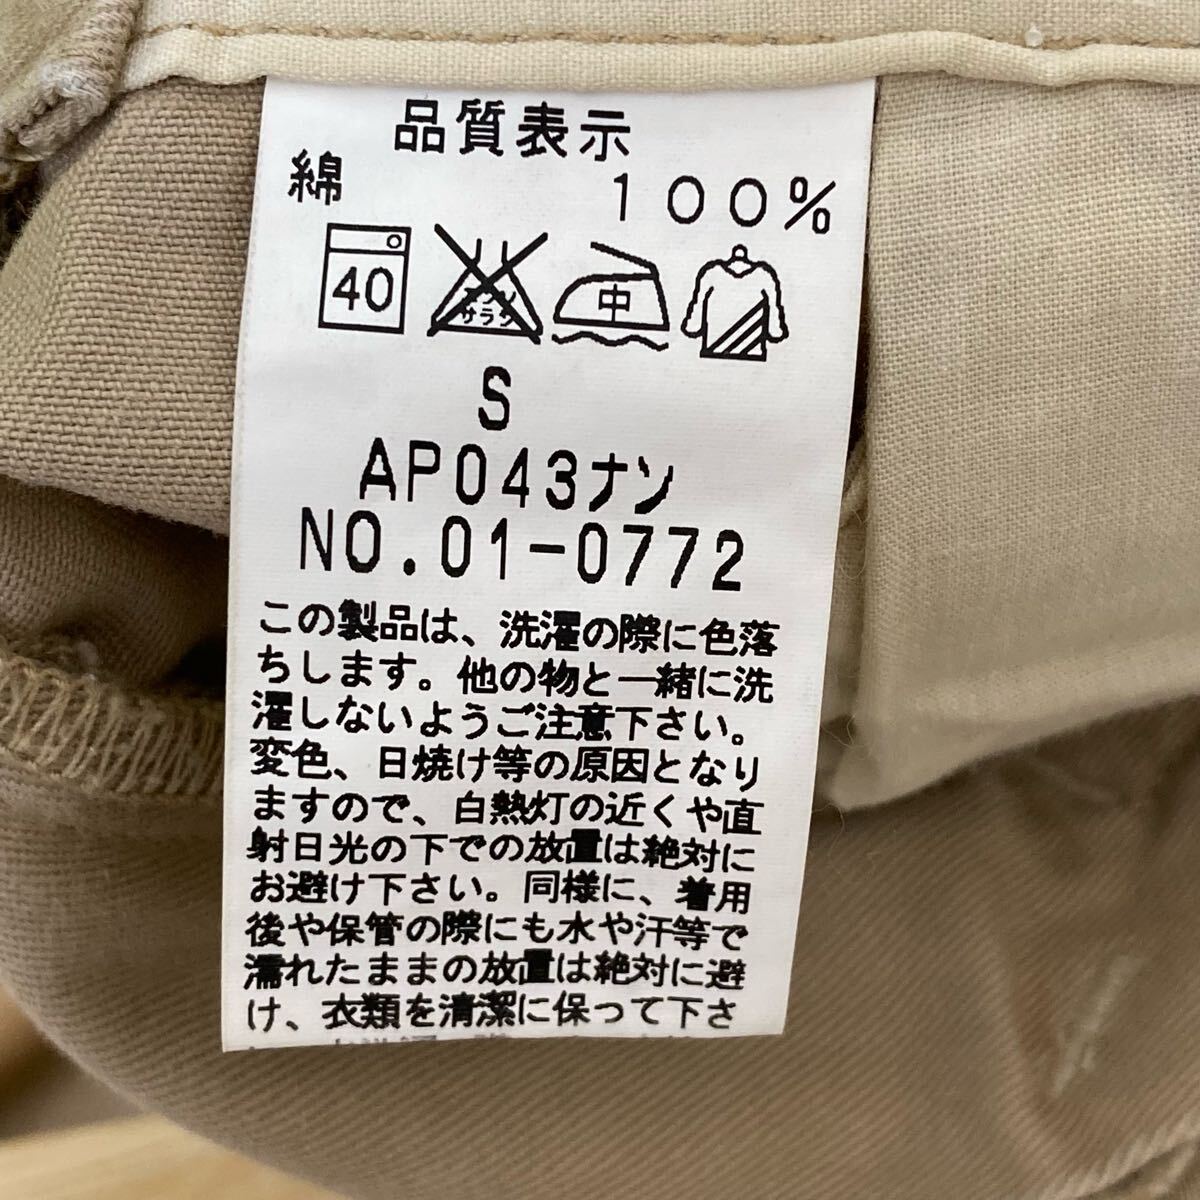 品質表示
綿 １００％
40
エンソ
サラシ
中
S
AP043ナン
NO.01-0772
この製品は、洗濯の際に色落
ちします。他の物と一緒に洗
濯しないようご注意下さい。
変色、日焼け等の原因となり
ますので、白熱灯の近くや直
射日光の下での放置は絶対に
お避け下さい。同様に、着用
後や保管の際にも水や汗等で
濡れたままの放置は絶対に避
け、衣類を清潔に保って下さ